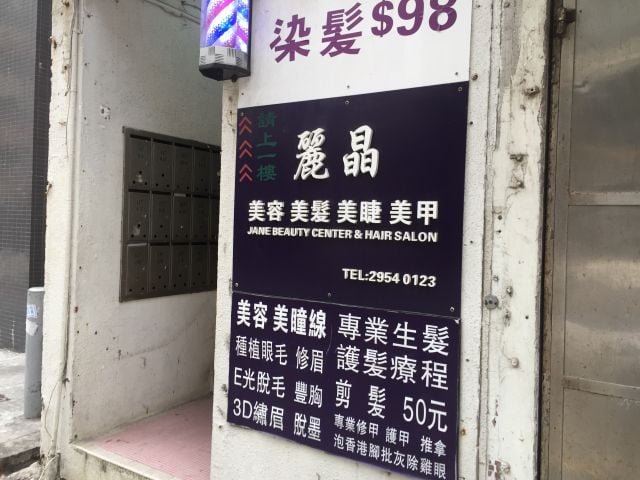 染髮$98
請上一樓
麗晶
美容 美髮 美睫 美甲
JANE BEAUTY CENTER & HAIR SALON
TEL:2954 0123
美容 美瞳線
種植眼毛 修眉
E光脫毛 豐胸
3D繡眉 脫墨
專業生髮
護髮療程
剪髮 50元
專業修甲 護甲 推拿
泡香港腳批灰除雞眼